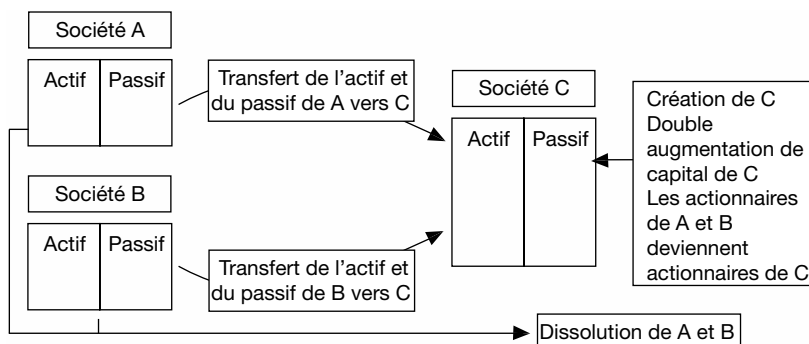 Société A
Actif Passif
Transfert de l'actif et
du passif de A vers C
Société C
Actif Passif
Création de C
Double
augmentation de
capital de C
Les actionnaires
de A et B
deviennent
actionnaires de C
Société B
Actif Passif
Transfert de l'actif et
du passif de B vers C
Dissolution de A et B